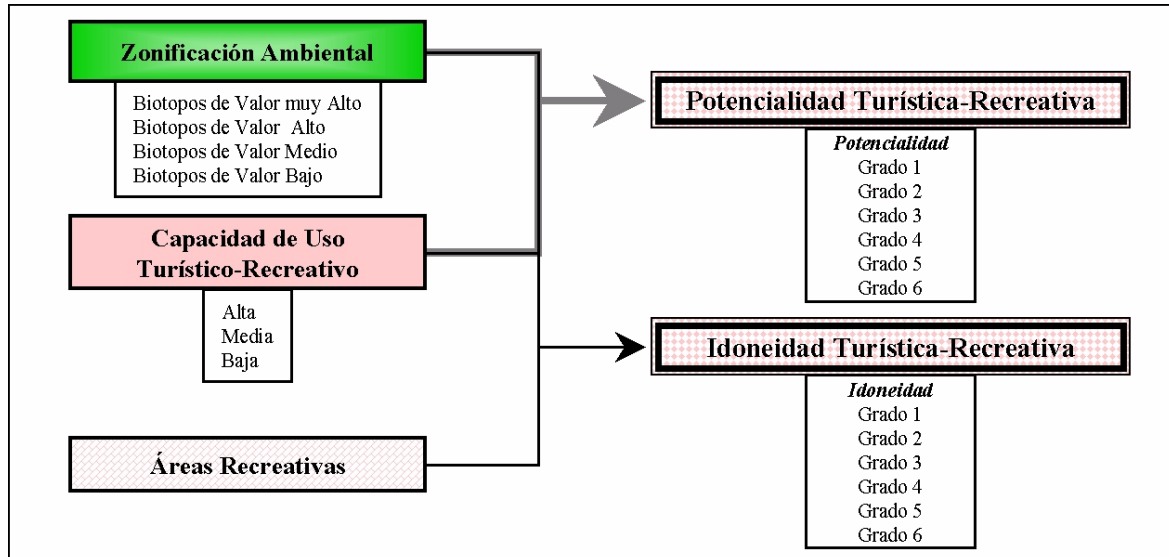 Zonificación Ambiental
Biotopos de Valor muy Alto
Biotopos de Valor Alto
Biotopos de Valor Medio
Biotopos de Valor Bajo
Capacidad de Uso
Turístico-Recreativo
Alta
Media
Baja
Áreas Recreativas
Potencialidad Turística-Recreativa
Potencialidad
Grado 1
Grado 2
Grado 3
Grado 4
Grado 5
Grado 6
Idoneidad Turística-Recreativa
Idoneidad
Grado 1
Grado 2
Grado 3
Grado 4
Grado 5
Grado 6